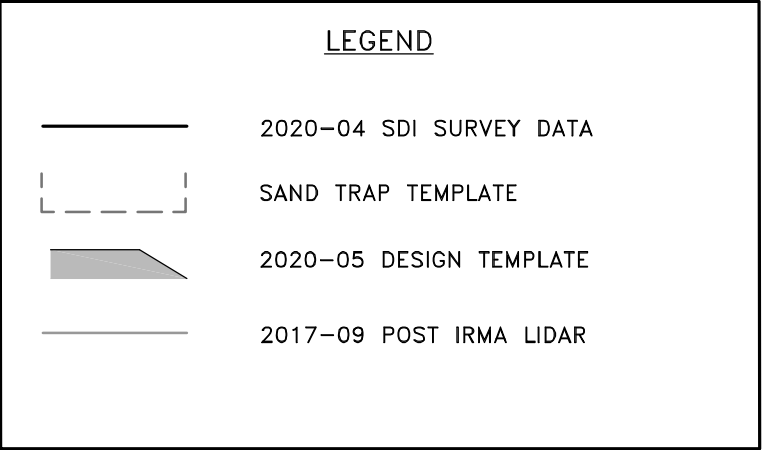 LEGEND
2020-04 SDI SURVEY DATA
SAND TRAP TEMPLATE
2020-05 DESIGN TEMPLATE
2017-09 POST IRMA LIDAR